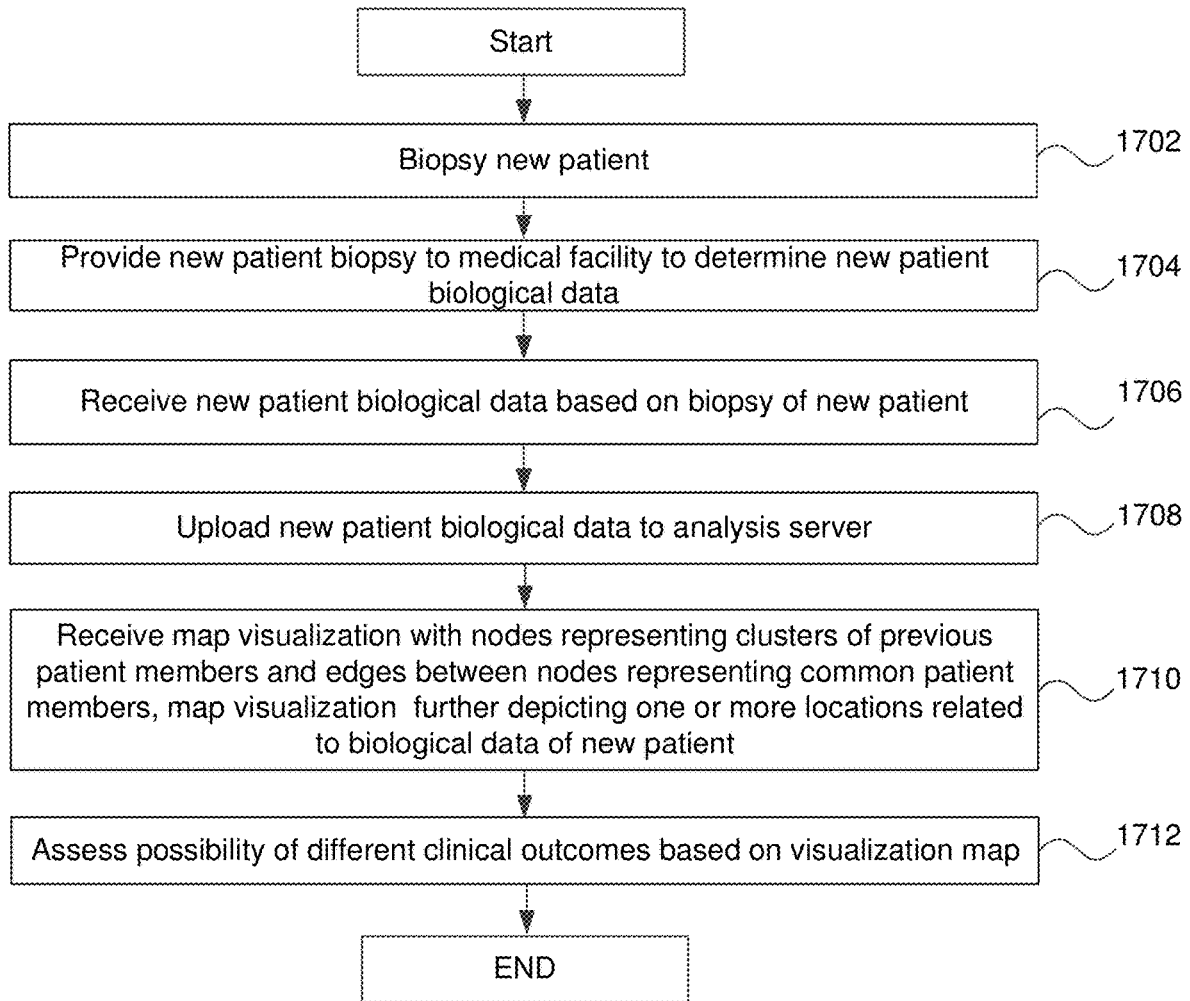 Start
Biopsy new patient
1702
Provide new patient biopsy to medical facility to determine new patient
biological data
1704
Receive new patient biological data based on biopsy of new patient
1706
Upload new patient biological data to analysis server
1708
Receive map visualization with nodes representing clusters of previous
patient members and edges between nodes representing common patient
members, map visualization further depicting one or more locations related
to biological data of new patient
1710
Assess possibility of different clinical outcomes based on visualization map
1712
END